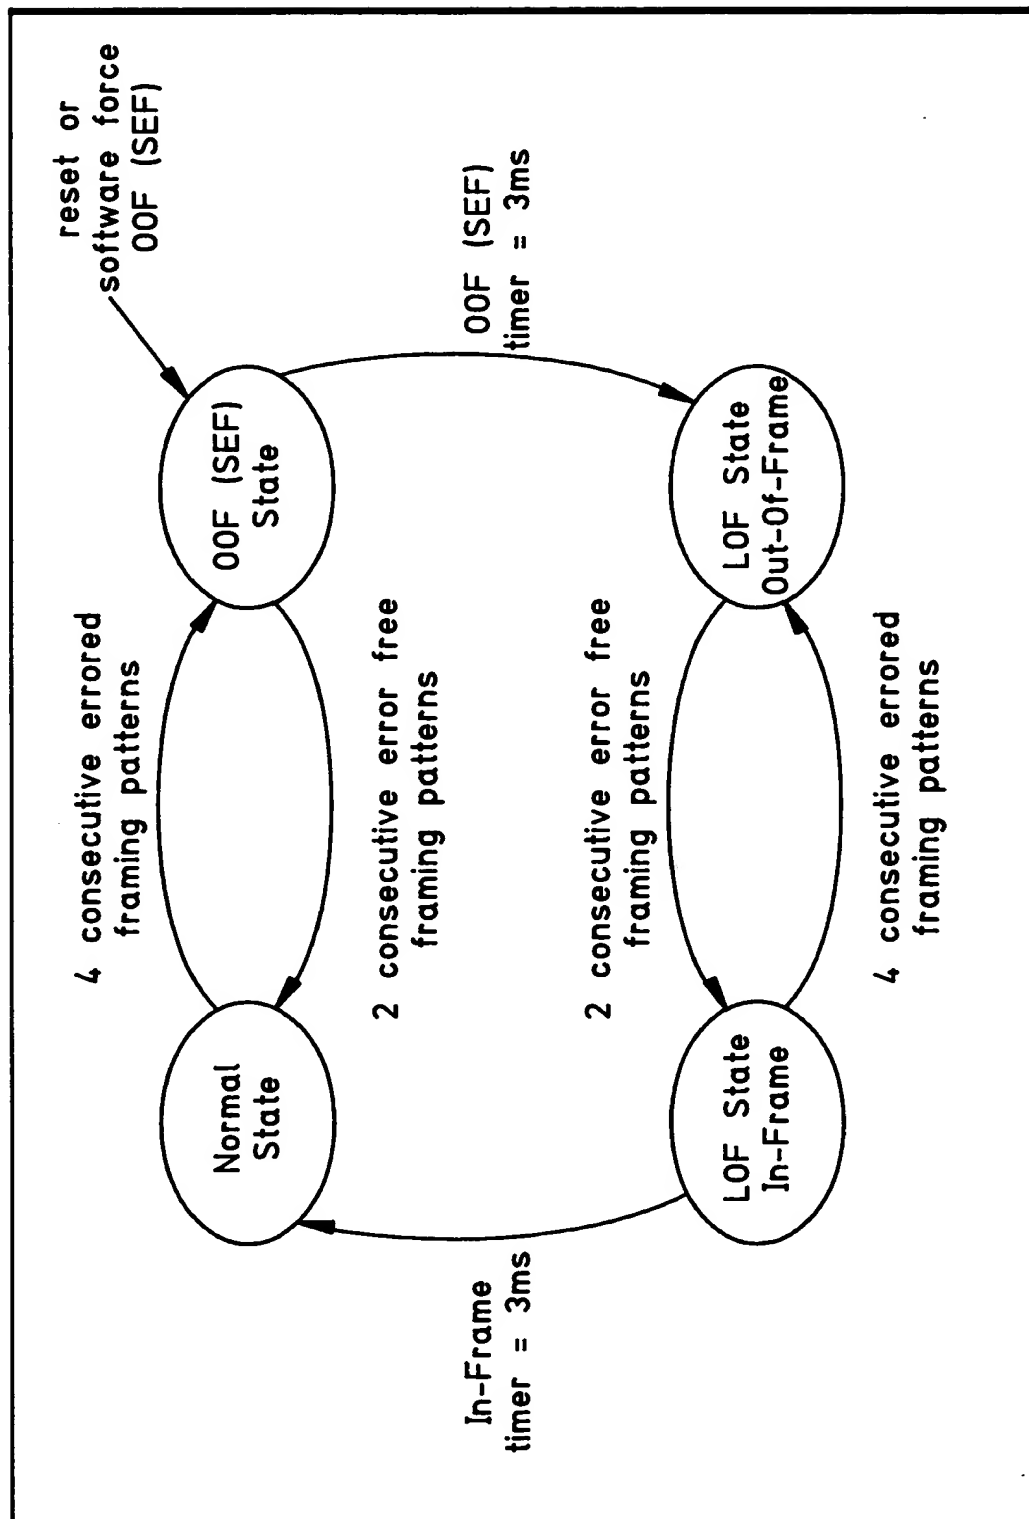 reset or
software force
OOF (SEF)
4 consecutive errored
framing patterns
Normal
State
OOF (SEF)
State
2 consecutive error free
framing patterns
In-Frame
timer = 3ms
OOF (SEF)
timer = 3ms
2 consecutive error free
framing patterns
LOF State
In-Frame
LOF State
Out-Of-Frame
4 consecutive errored
framing patterns